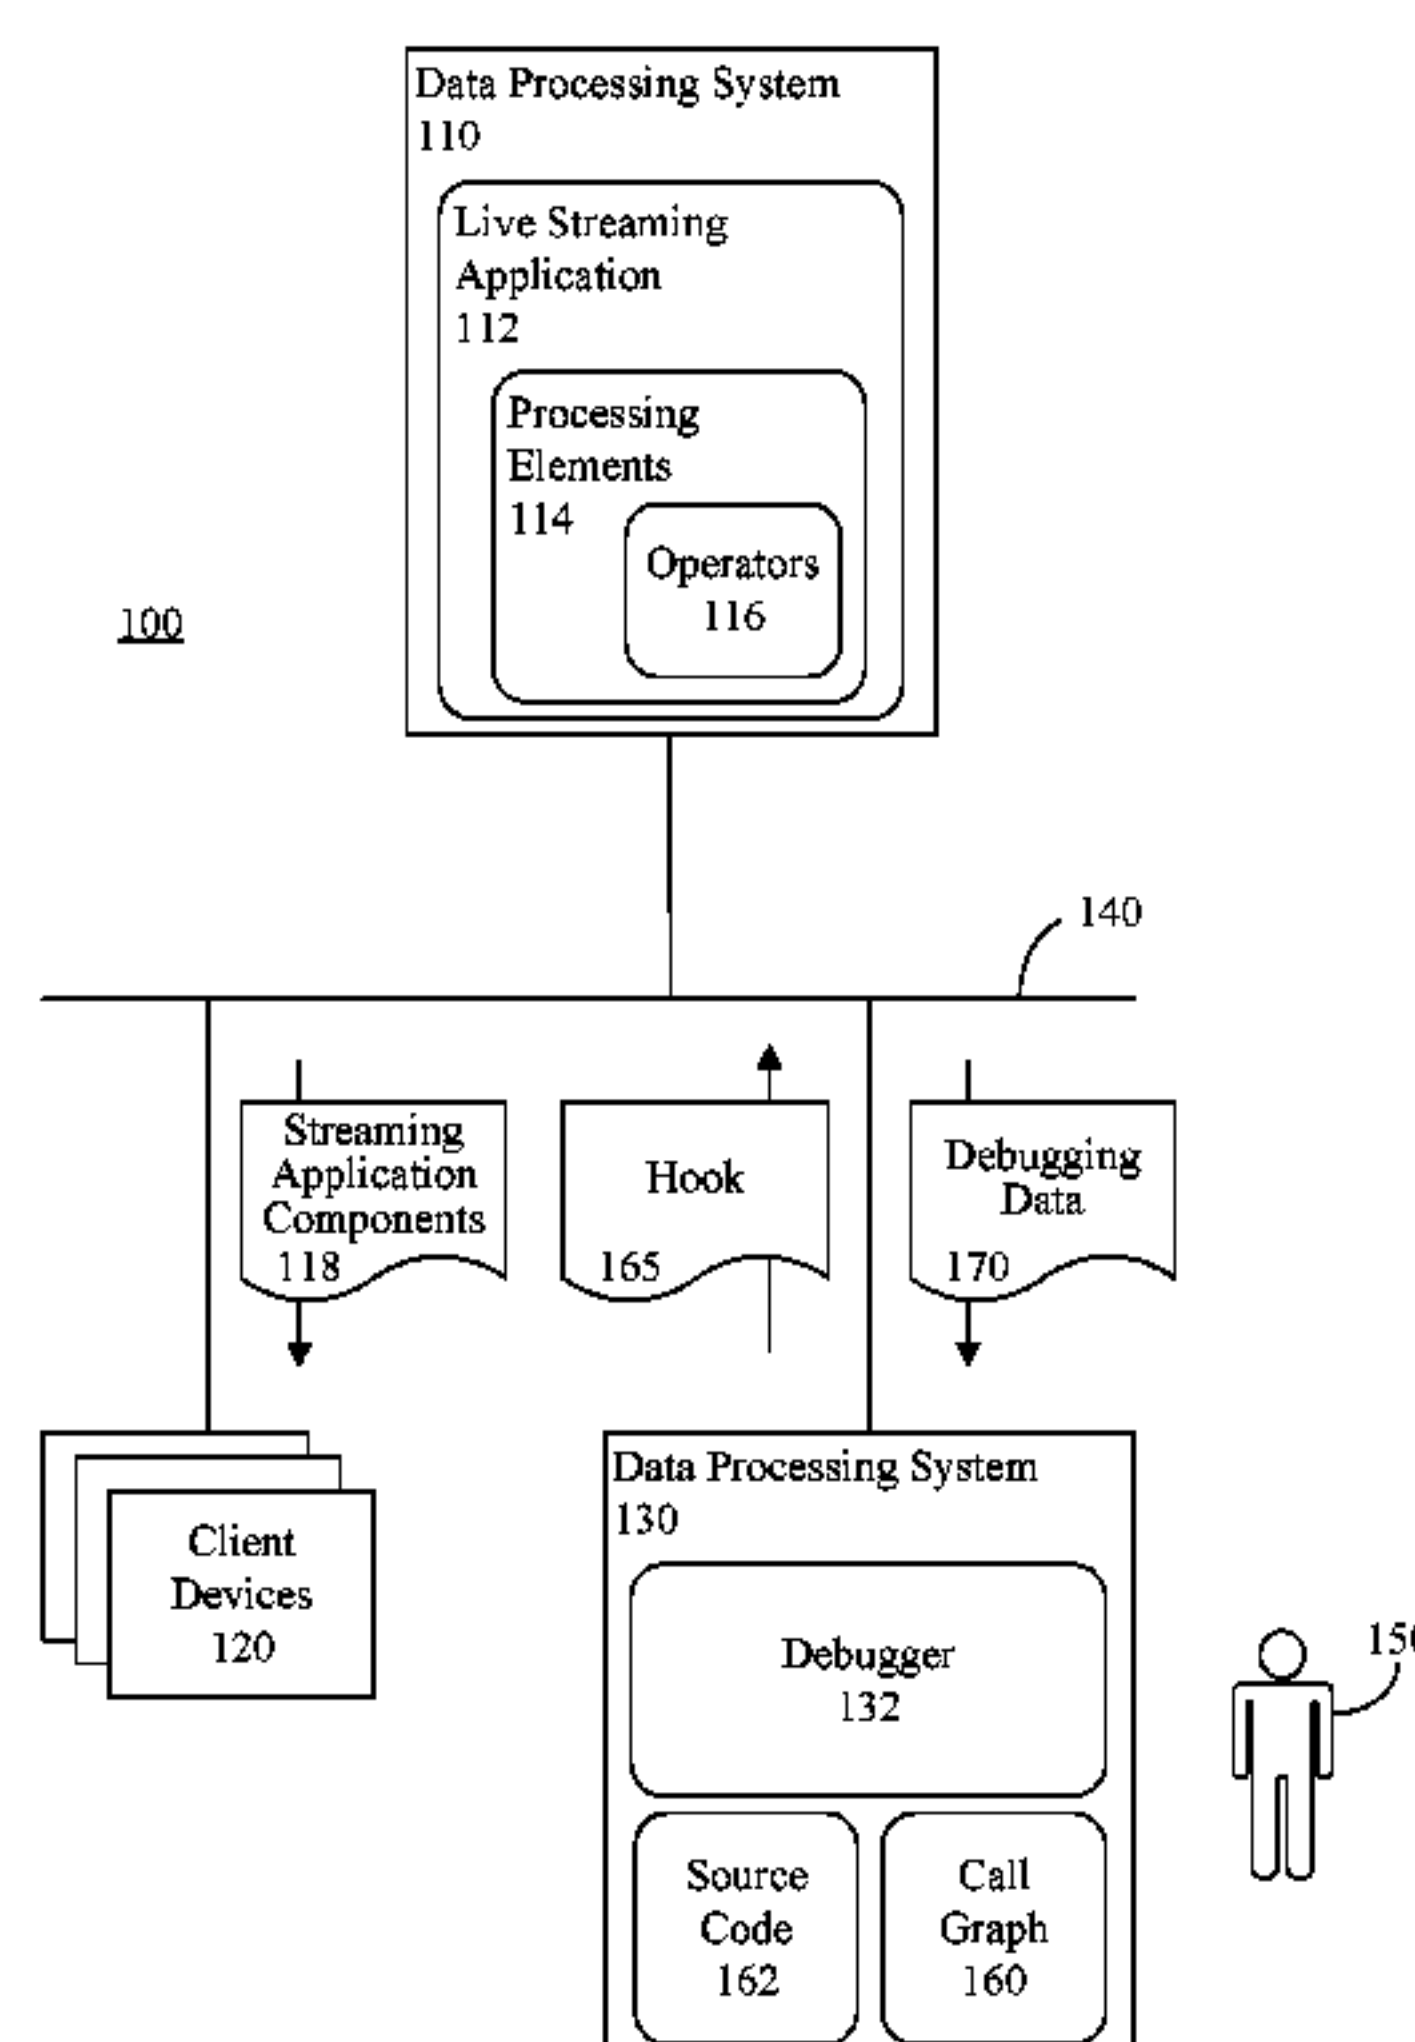 Data Processing System
110
Live Streaming
Application
112
Processing
Elements
114
Operators
116
100
140
Streaming
Application
Components
118
Hook
165
Debugging
Data
170
Client
Devices
120
Data Processing System
130
Debugger
132
150
Source
Code
162
Call
Graph
160